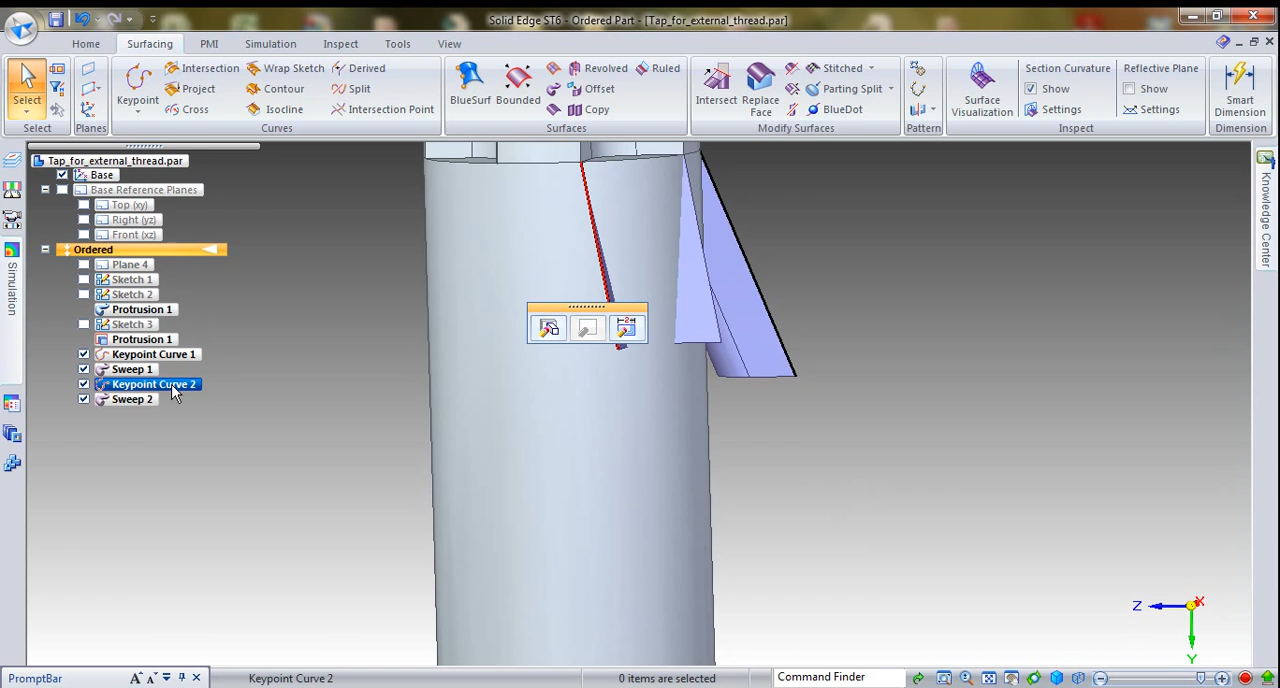 Solid Edge ST6 - Ordered Part - [Tap_for_external_thread.par]
Home Surfacing PMI Simulation Inspect Tools View
Select
Select
Planes
Keypoint
Intersection
Project
Cross
Wrap Sketch
Contour
Isocline
Derived
Split
Intersection Point
Curves
BlueSurf
Bounded
Revolved
Offset
Copy
Ruled
Surfaces
Intersect
Replace
Face
Stitched
Parting Split
BlueDot
Modify Surfaces
Pattern
Surface
Visualization
Section Curvature
Show
Settings
Reflective Plane
Show
Settings
Inspect
Smart
Dimension
Dimension
Tap_for_external_thread.par
Base
Base Reference Planes
Top (xy)
Right (yz)
Front (xz)
Ordered
Plane 4
Sketch 1
Sketch 2
Protrusion 1
Sketch 3
Protrusion 1
Keypoint Curve 1
Sweep 1
Keypoint Curve 2
Sweep 2
Simulation
Knowledge Center
Z
X
Y
PromptBar
Keypoint Curve 2
0 items are selected
Command Finder